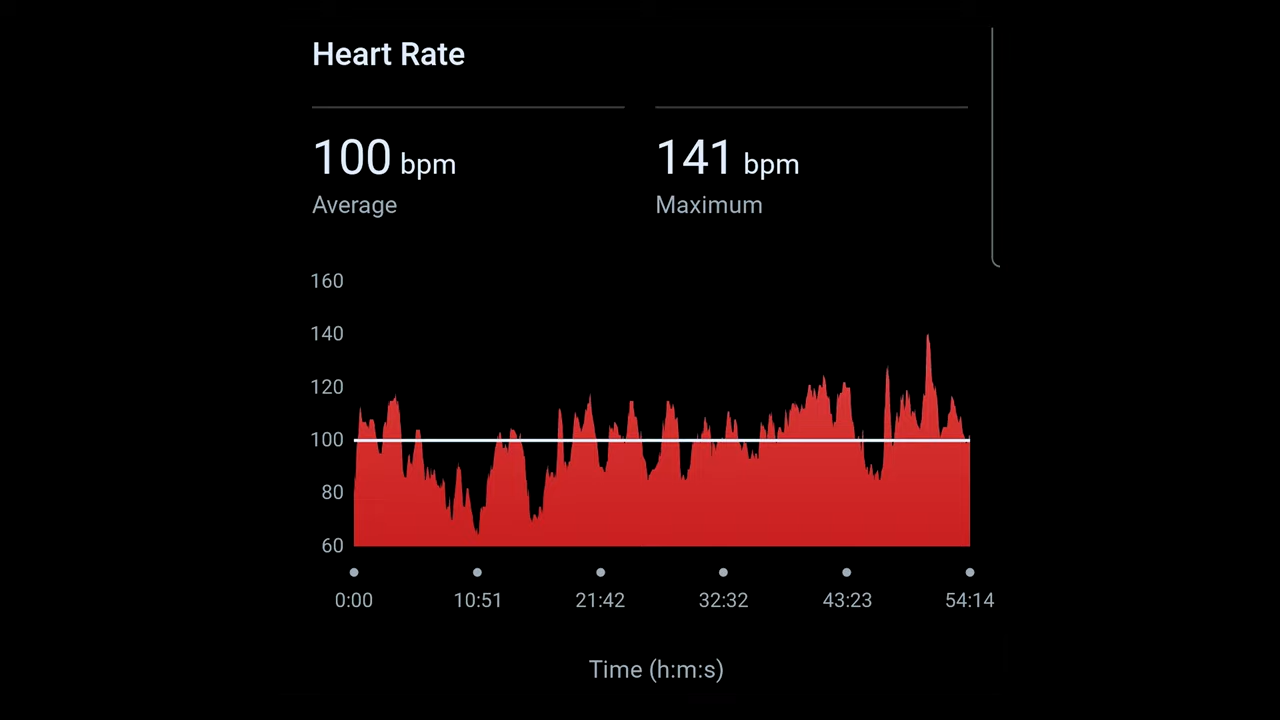 Heart Rate
100 bpm
141 bpm
Average
Maximum
160
140
120
100
80
60
0:00
10:51
21:42
32:32
43:23
54:14
Time (h:m:s)